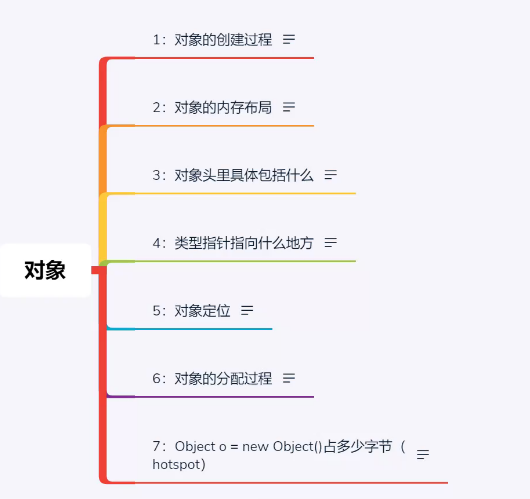 1：对象的创建过程
2：对象的内存布局
3：对象头里具体包括什么
4：类型指针指向什么地方
对象
5：对象定位
6：对象的分配过程
7：Object o = new Object()占多少字节（
hotspot）